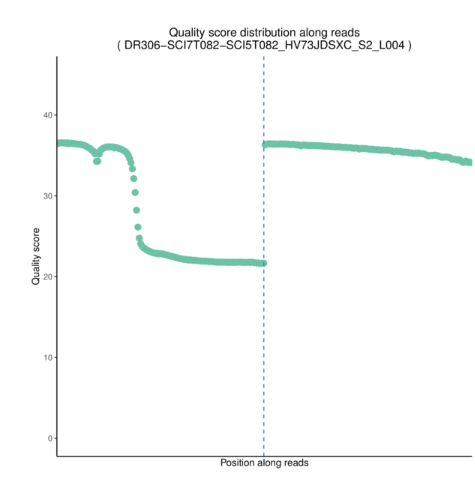 Quality score distribution along reads
( DR306−SCI7T082−SCI5T082_HV73JDSXC_S2_L004 )
40
30
20
10
0
Quality score
Position along reads